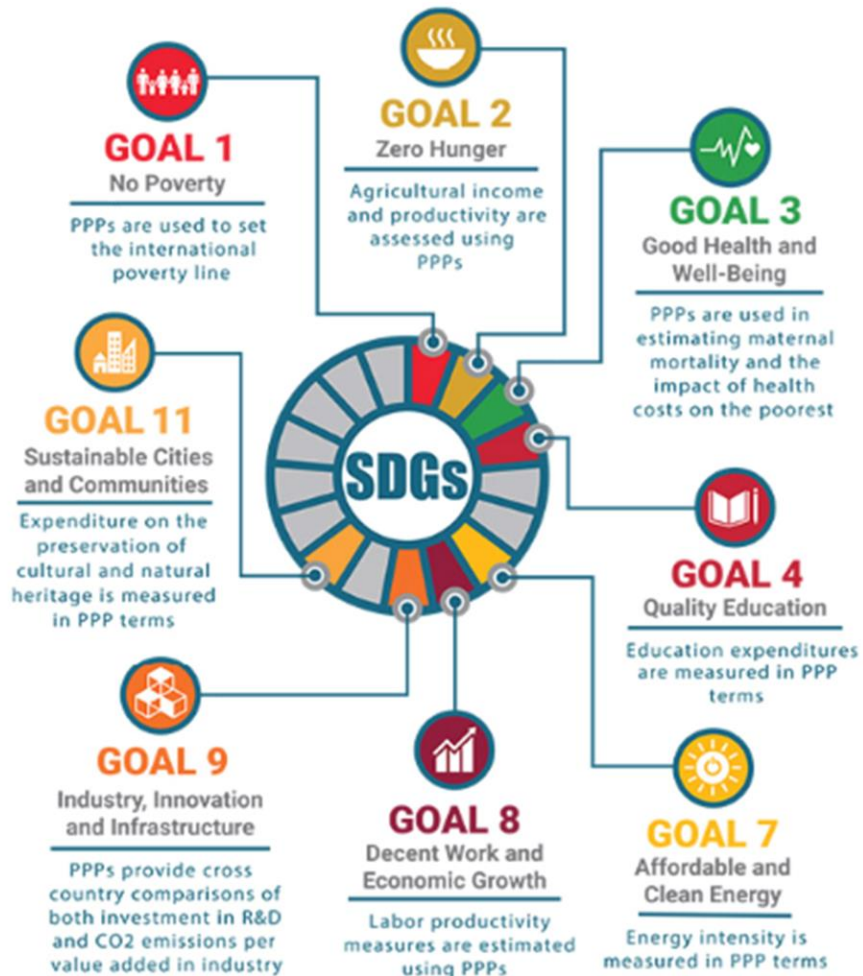 GOAL 1
No Poverty
PPPs are used to set
the international
poverty line
GOAL 2
Zero Hunger
Agricultural income
and productivity are
assessed using
PPPs
GOAL 3
Good Health and
Well-Being
PPPs are used in
estimating maternal
mortality and the
impact of health
costs on the poorest
SDGs
GOAL 4
Quality Education
Education expenditures
are measured in PPP
terms
GOAL 7
Affordable and
Clean Energy
Energy intensity is
measured in PPP terms
GOAL 8
Decent Work and
Economic Growth
Labor productivity
measures are estimated
using PPPs
GOAL 9
Industry, Innovation
and Infrastructure
PPPs provide cross
country comparisons of
both investment in R&D
and CO2 emissions per
value added in industry
GOAL 11
Sustainable Cities
and Communities
Expenditure on the
preservation of
cultural and natural
heritage is measured
in PPP terms